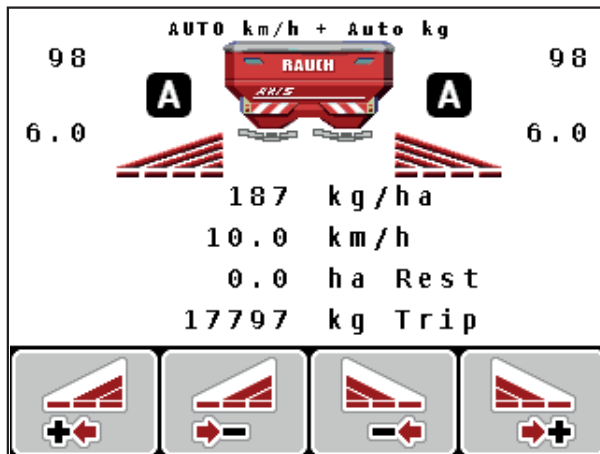 AUTO km/h + Auto kg
98 98
RAUCH
A A
AXIS
6.0 6.0
187 kg/ha
10.0 km/h
0.0 ha Rest
17797 kg Trip